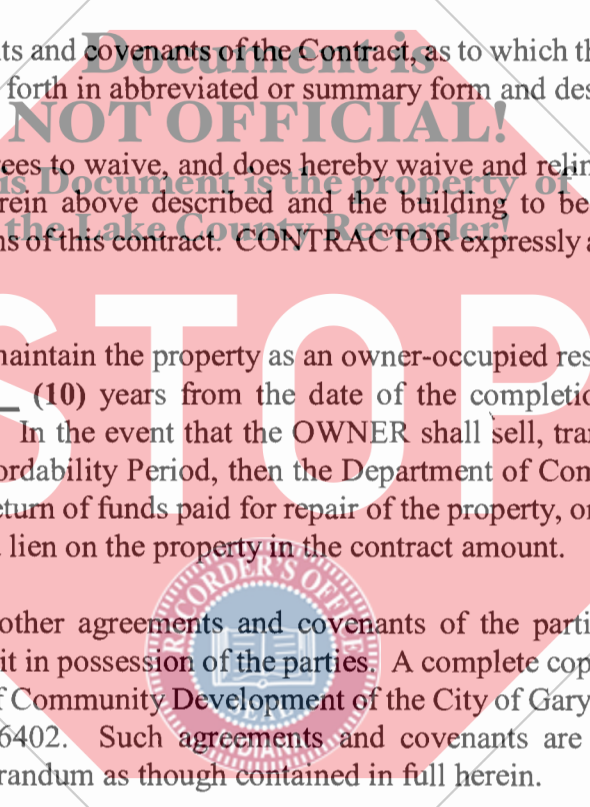 ts and covenants of the Contract, as to which th
Document is
forth in abbreviated or summary form and des
NOT OFFICIAL!
ees to waive, and does hereby waive and relin
is Document is the property of
rein above described and the building to be
the Lake County Recorder!
ns of this contract. CONTRACTOR expressly a
STOP
naintain the property as an owner-occupied res
(10) years from the date of the completio
In the event that the OWNER shall sell, tra
ordability Period, then the Department of Con
eturn of funds paid for repair of the property, or
lien on the property in the contract amount.
RECORDER'S OFFICE
other agreements and covenants of the parti
it in possession of the parties. A complete cop
f Community Development of the City of Gary
6402. Such agreements and covenants are
randum as though contained in full herein.